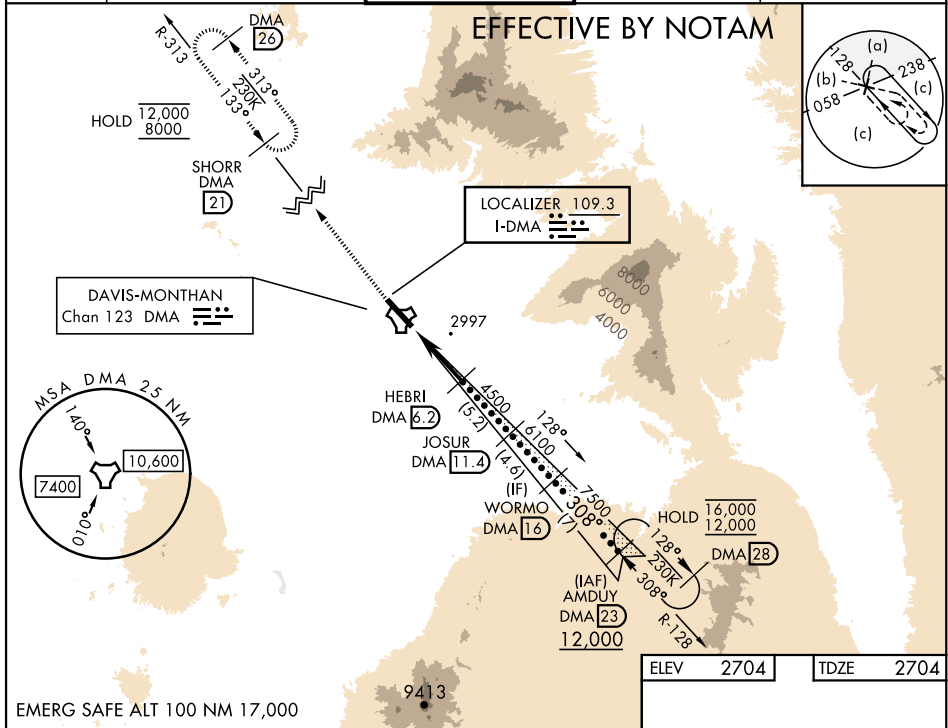 EFFECTIVE BY NOTAM
DMA
26
R-313
313°
230K
133°
HOLD
12,000
8000
SHORR
DMA
21
(a)
128
238
(b)
(c)
058
(c)
LOCALIZER 109.3
I-DMA
8000
6000
4000
DAVIS-MONTHAN
Chan 123 DMA
2997
MSA DMA 25 NM
140°
10,600
7400
010°
HEBRI
DMA 6.2
4500
(5.2)
128°
6100
JOSUR
DMA 11.4
(4.6)
7500
(IF)
WORMO
DMA 16
308°
(7)
HOLD
16,000
12,000
128°
230K
DMA 28
308°
(IAF)
AMDUY
DMA 23
12,000
R-128
ELEV 2704
TDZE 2704
9413
EMERG SAFE ALT 100 NM 17,000